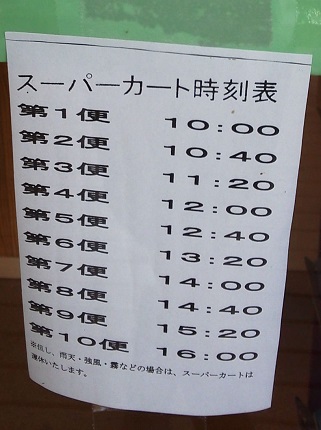 スーパーカート時刻表
第1便 10:00
第2便 10:40
第3便 11:20
第4便 12:00
第5便 12:40
第6便 13:20
第7便 14:00
第8便 14:40
第9便 15:20
第10便 16:00
※但し、雨天・強風・霧などの場合は、スーパーカートは
運休いたします。